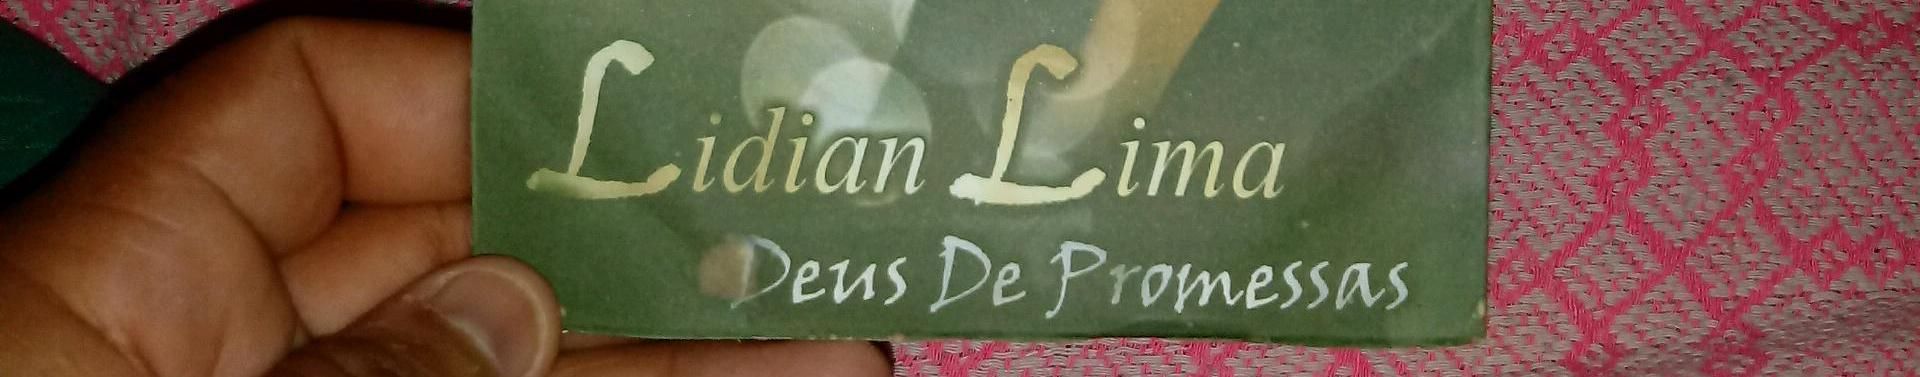 Lidian Lima
Deus De Promessas